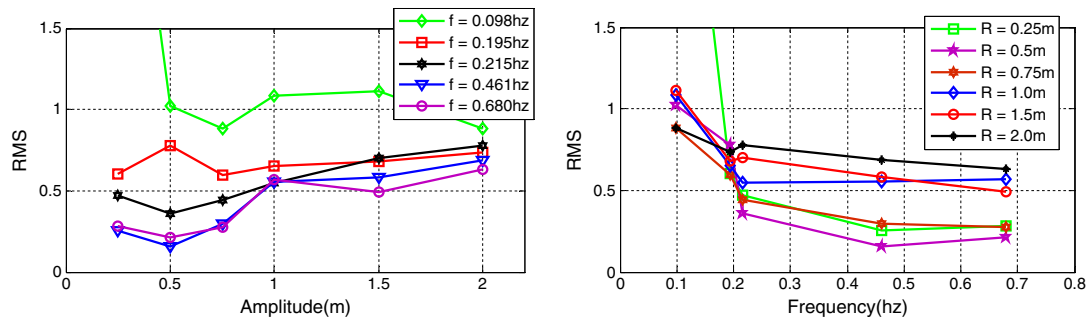 1.5
1
0.5
0
RMS
0
0.5
1
1.5
2
Amplitude(m)
f = 0.098hz
f = 0.195hz
f = 0.215hz
f = 0.461hz
f = 0.680hz
1.5
1
0.5
0
RMS
0
0.1
0.2
0.3
0.4
0.5
0.6
0.7
0.8
Frequency(hz)
R = 0.25m
R = 0.5m
R = 0.75m
R = 1.0m
R = 1.5m
R = 2.0m